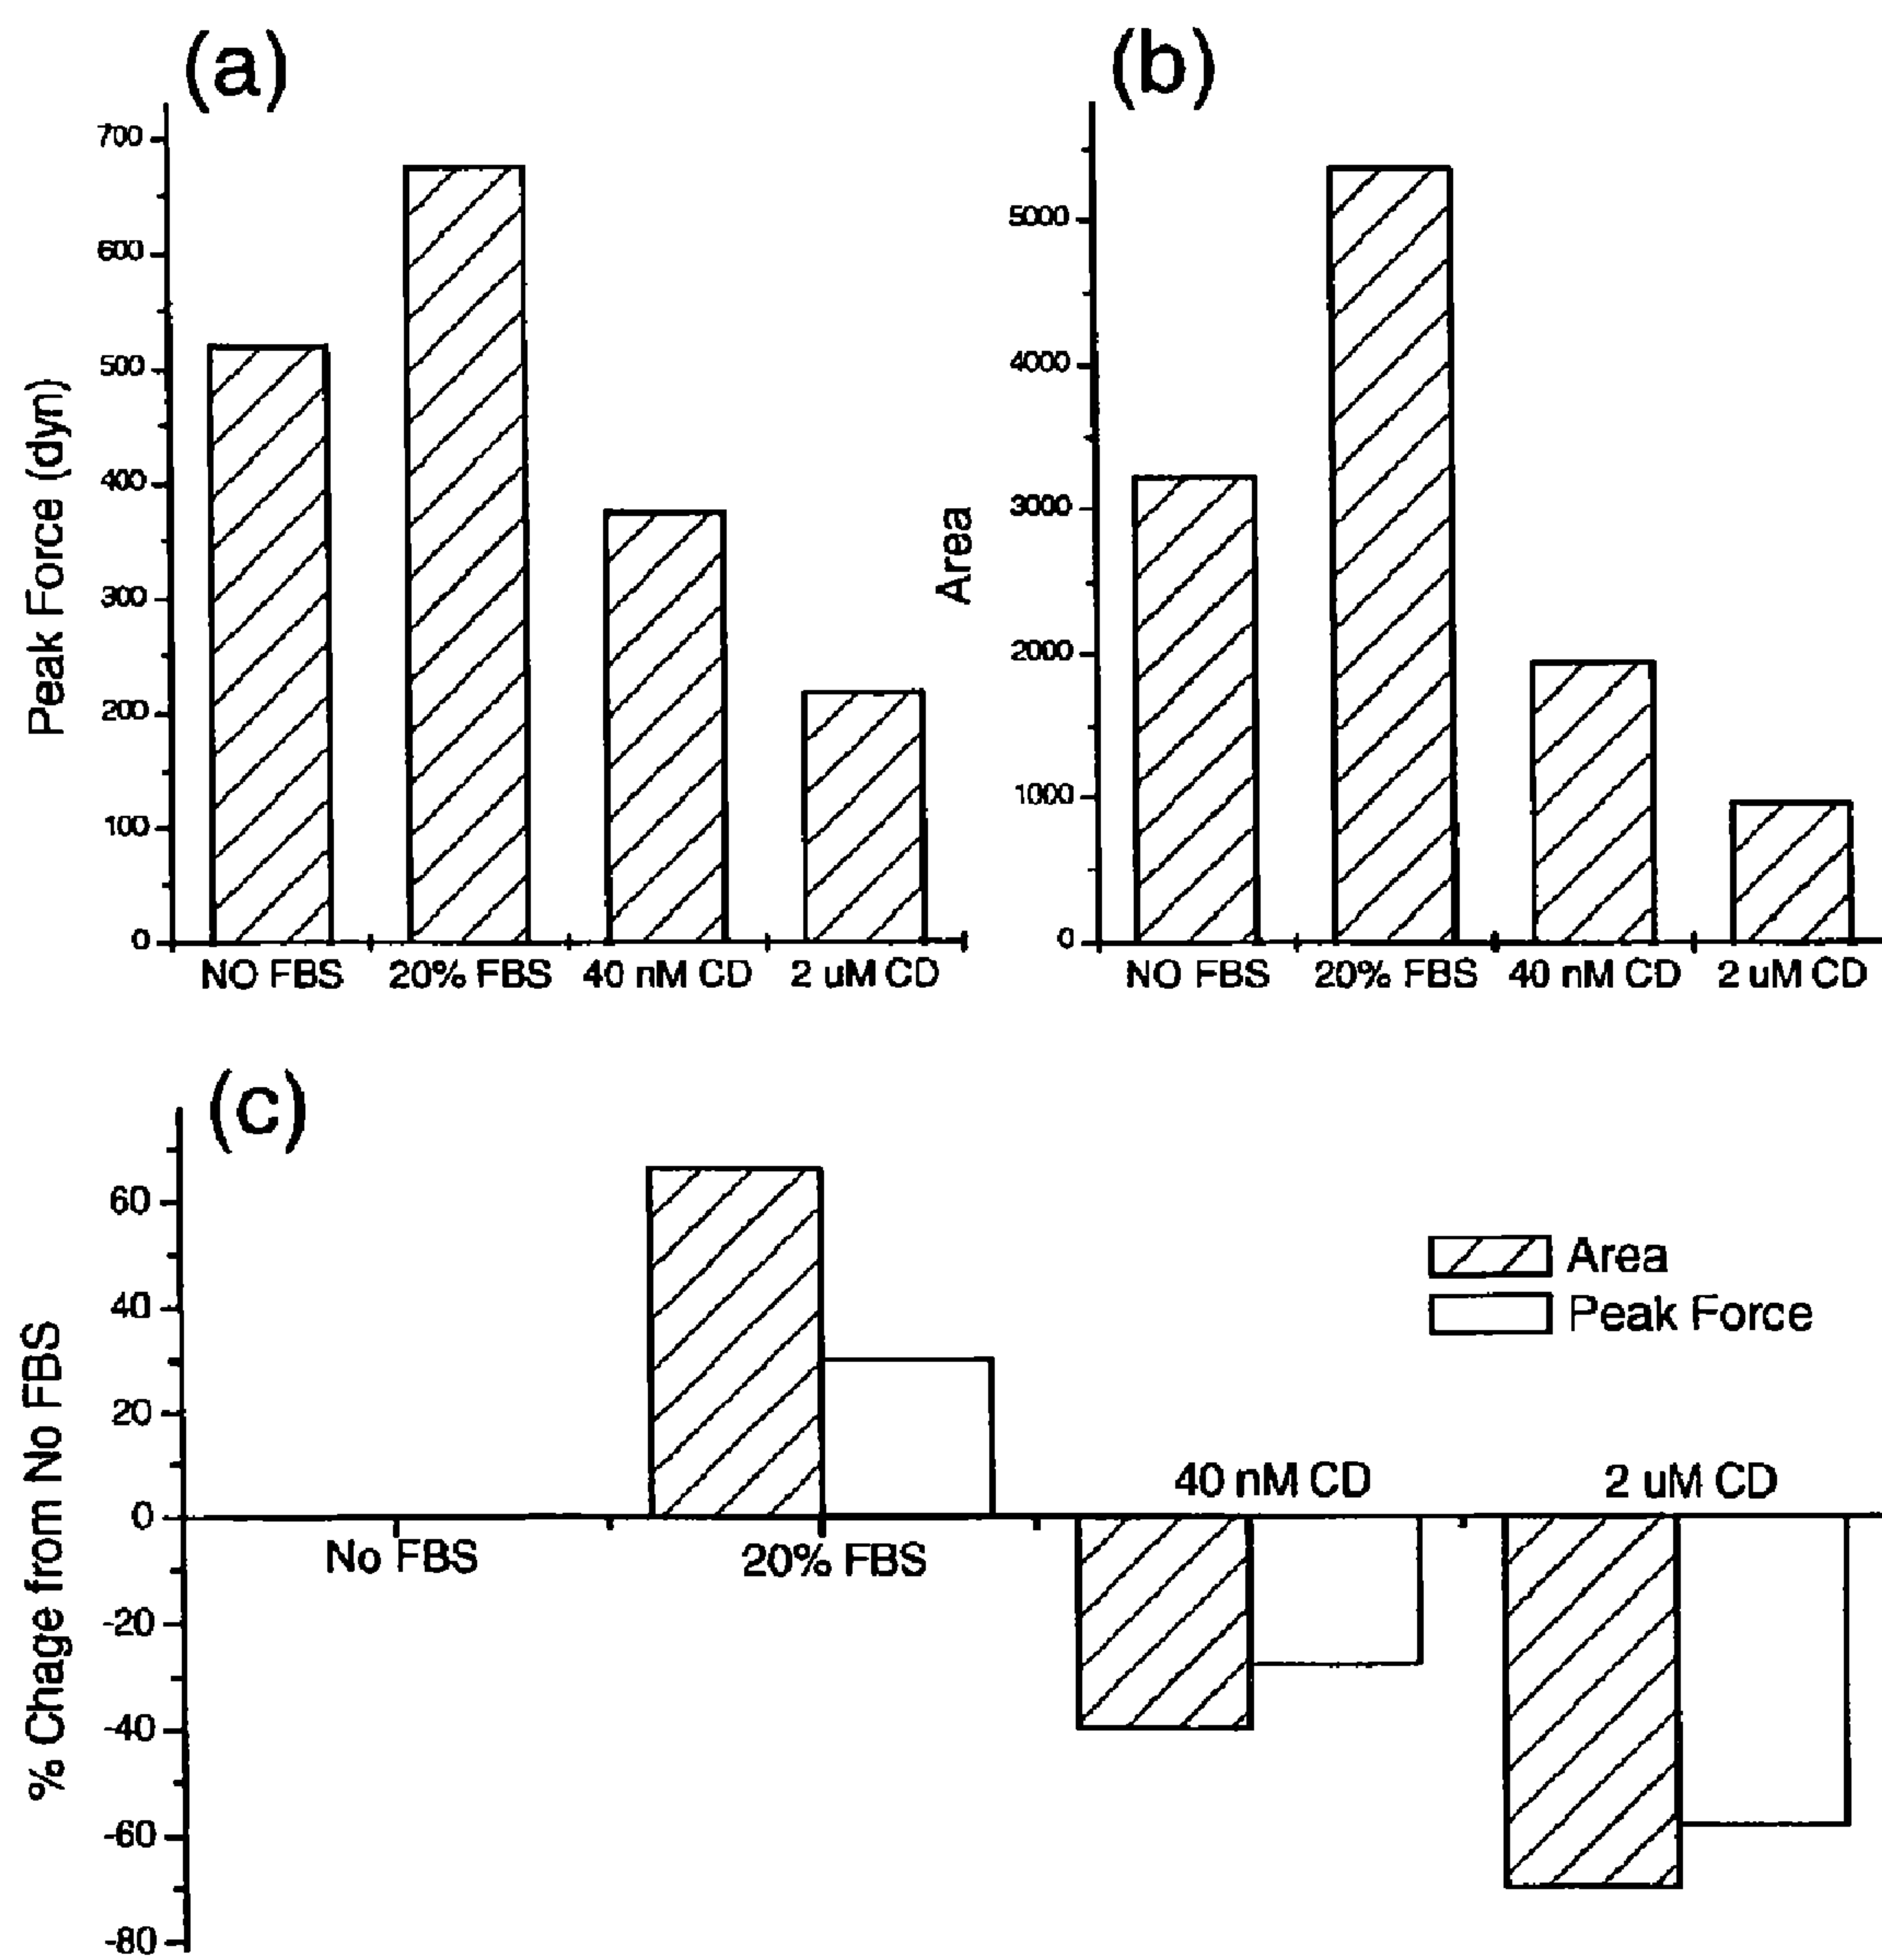 (a)
700
600
500
400
300
200
100
0
Peak Force (dyn)
NO FBS 20% FBS 40 nM CD 2 uM CD
(b)
5000
4000
3000
2000
1000
0
Area
NO FBS 20% FBS 40 nM CD 2 uM CD
(c)
60
40
20
0
-20
-40
-60
-80
% Chage from No FBS
Area
Peak Force
No FBS
20% FBS
40 nM CD
2 uM CD